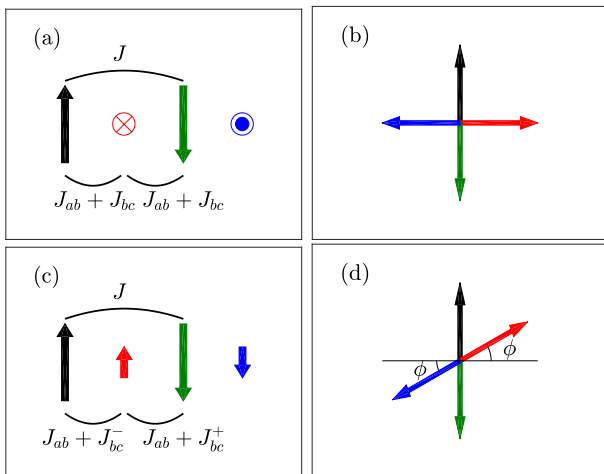 (a)
J
J_{ab} + J_{bc} J_{ab} + J_{bc}
(b)
(c)
J
J_{ab} + J_{bc}^{-} J_{ab} + J_{bc}^{+}
(d)
ϕ ϕ